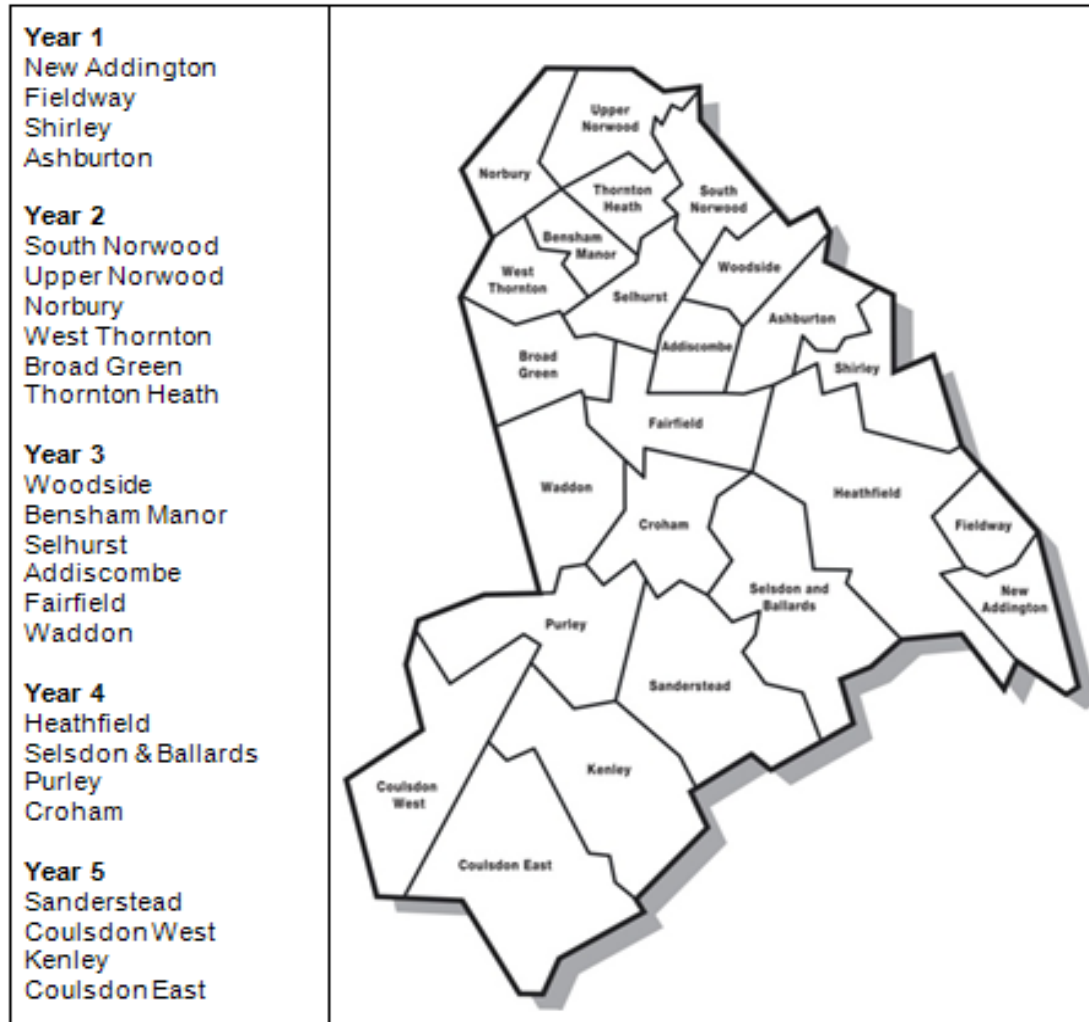 Year 1
New Addington
Fieldway
Shirley
Ashburton
Year 2
South Norwood
Upper Norwood
Norbury
West Thornton
Broad Green
Thornton Heath
Year 3
Woodside
Bensham Manor
Selhurst
Addiscombe
Fairfield
Waddon
Year 4
Heathfield
Selsdon & Ballards
Purley
Croham
Year 5
Sanderstead
Coulsdon West
Kenley
Coulsdon East
Upper
Norwood
Norbury
Thornton
Heath
South
Norwood
Bensham
Manor
West
Thornton
Woodside
Selhurst
Ashburton
Addiscombe
Broad
Green
Shirley
Fairfield
Waddon
Heathfield
Croham
Fieldway
Selsdon and
Ballards
New
Addington
Purley
Sanderstead
Kenley
Coulsdon
West
Coulsdon East